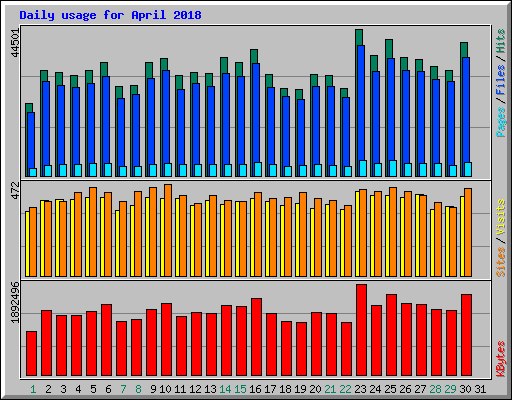 Daily usage for April 2018
44501
Pages/Files/Hits
472
Sites/Visits
1892496
KBytes
1 2 3 4 5 6 7 8 9 10 11 12 13 14 15 16 17 18 19 20 21 22 23 24 25 26 27 28 29 30 31